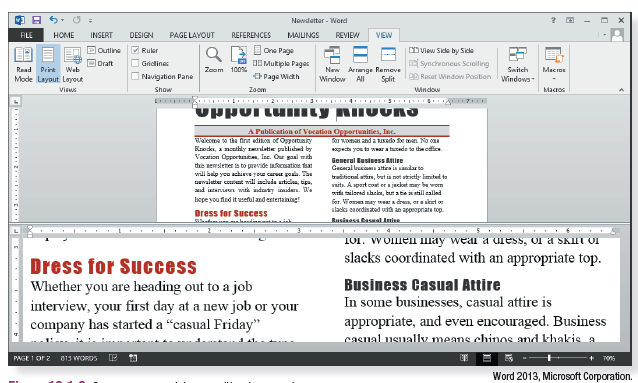 Newsletter - Word
FILE HOME INSERT DESIGN PAGE LAYOUT REFERENCES MAILINGS REVIEW VIEW
Read Mode
Print Layout
Web Layout
Outline
Draft
Views
Ruler
Gridlines
Navigation Pane
Show
Zoom
100%
One Page
Multiple Pages
Page Width
Zoom
New Window
Arrange All
Remove Split
View Side by Side
Synchronous Scrolling
Reset Window Position
Window
Switch Windows
Macros
Macros
Opportunity Knocks
A Publication of Vocation Opportunities, Inc.
Welcome to the first edition of Opportunity
Knocks, a monthly newsletter published by
Vocation Opportunities, Inc. Our goal with
this newsletter is to provide information that
will help you achieve your career goals. The
newsletter content will include articles, tips,
and interviews with industry insiders. We
hope you find it useful and entertaining!
Dress for Success
Whether you are heading out to a job
for women and a tuxedo for men. No one
expects you to wear a tuxedo to the office.
General Business Attire
General business attire is similar to
traditional attire, but is not strictly limited to
suits. A sport coat or a jacket may be worn
with tailored slacks, but a tie is still called
for. Women may wear a dress, or a skirt or
slacks coordinated with an appropriate top.
Business Casual Attire
Dress for Success
Whether you are heading out to a job
interview, your first day at a new job or your
company has started a “casual Friday”
policy, it is important to understand the
for. Women may wear a dress, or a skirt or
slacks coordinated with an appropriate top.
Business Casual Attire
In some businesses, casual attire is
appropriate, and even encouraged. Business
casual usually means chinos and khakis, a
PAGE 1 OF 2 813 WORDS
Word 2013, Microsoft Corporation.